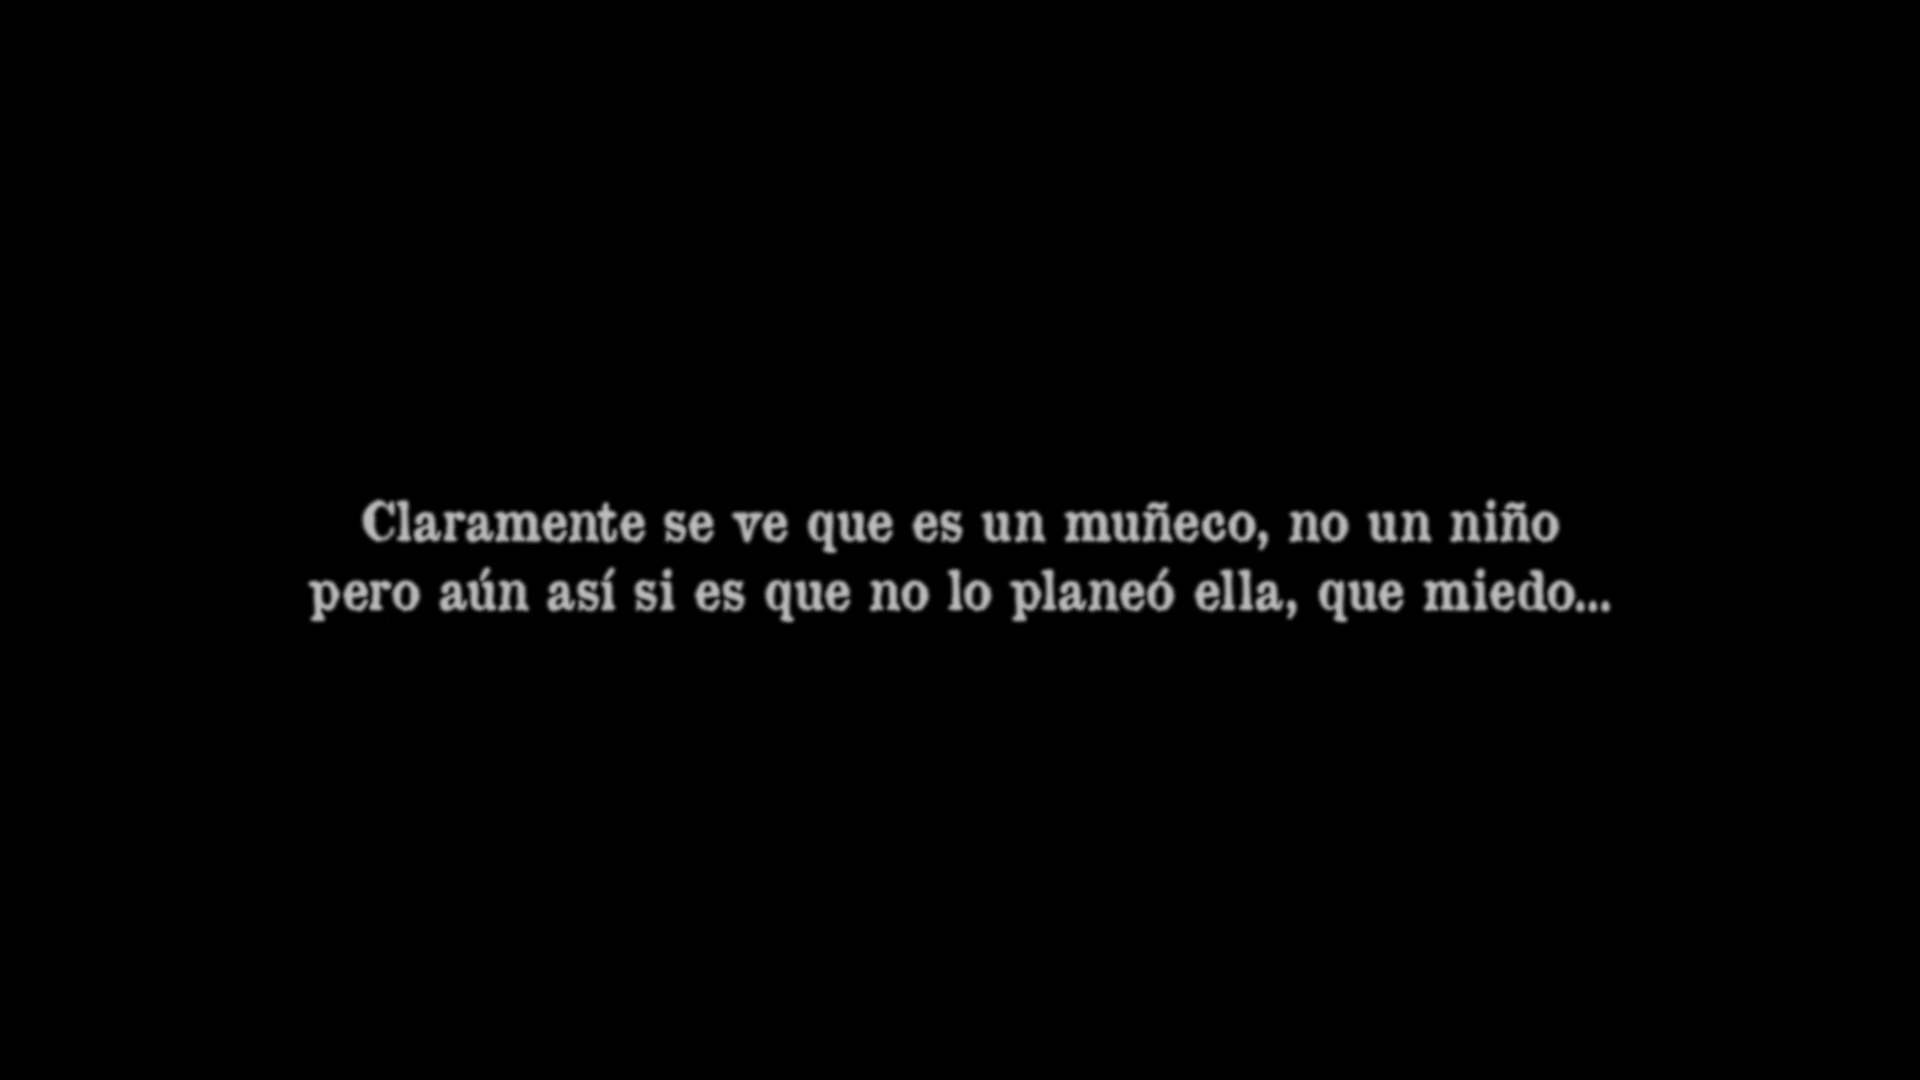 Claramente se ve que es un muñeco, no un niño
pero aún así si es que no lo planeó ella, que miedo...